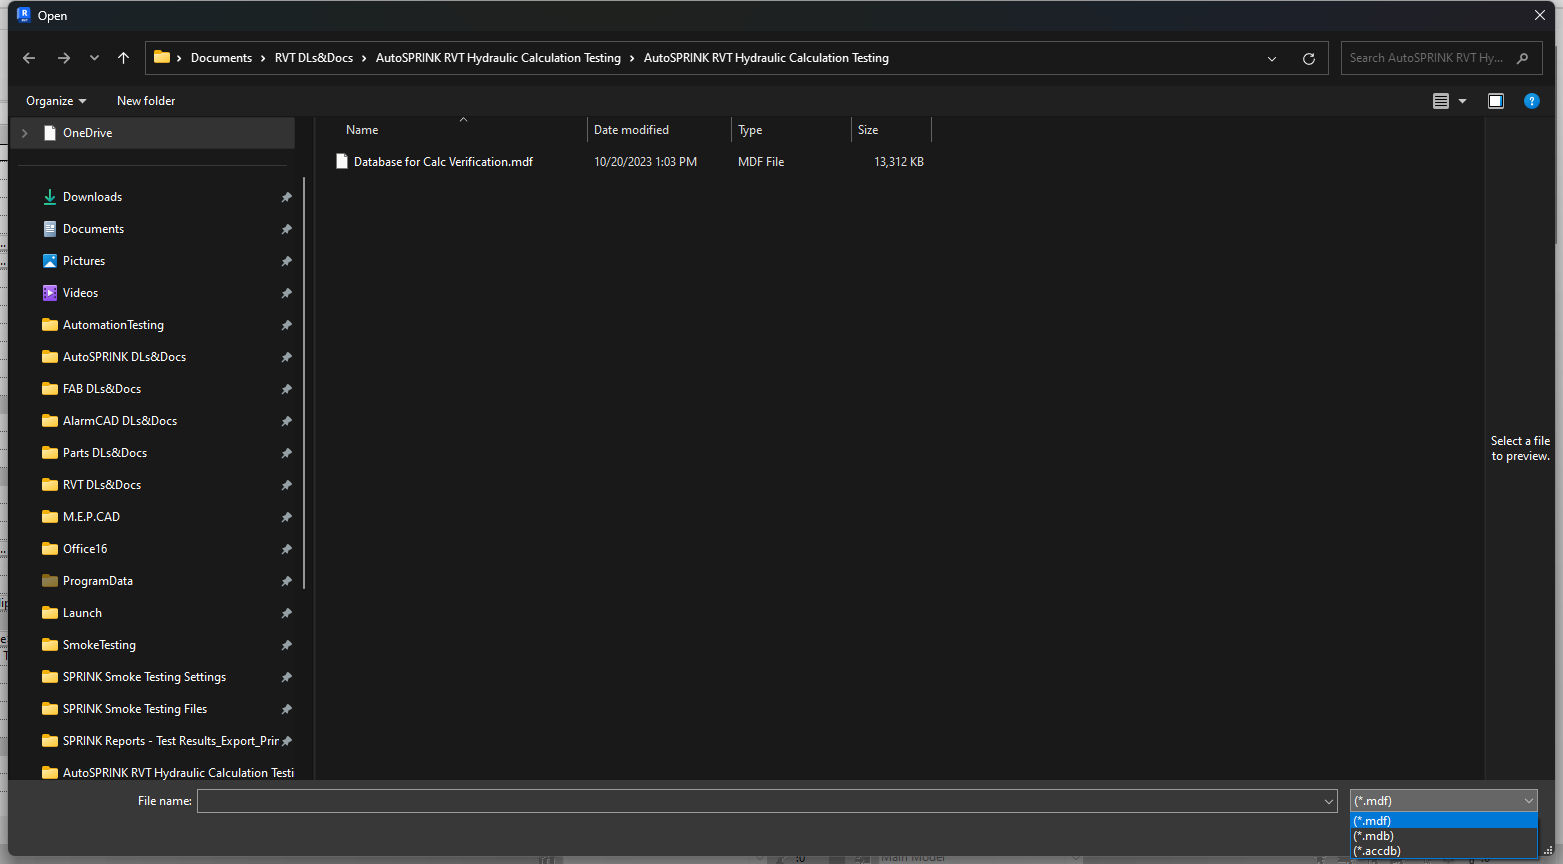 Open
Documents > RVT DLs&Docs > AutoSPRINK RVT Hydraulic Calculation Testing > AutoSPRINK RVT Hydraulic Calculation Testing
Search AutoSPRINK RVT Hy...
Organize
New folder
OneDrive
Name
Date modified
Type
Size
Database for Calc Verification.mdf
10/20/2023 1:03 PM
MDF File
13,312 KB
Downloads
Documents
Pictures
Videos
AutomationTesting
AutoSPRINK DLs&Docs
FAB DLs&Docs
AlarmCAD DLs&Docs
Parts DLs&Docs
RVT DLs&Docs
M.E.P.CAD
Office16
ProgramData
Launch
SmokeTesting
SPRINK Smoke Testing Settings
SPRINK Smoke Testing Files
SPRINK Reports - Test Results_Export_Prin
AutoSPRINK RVT Hydraulic Calculation Testi
Select a file
to preview.
File name:
(*.mdf)
(*.mdf)
(*.mdb)
(*.accdb)
:0
Main Model